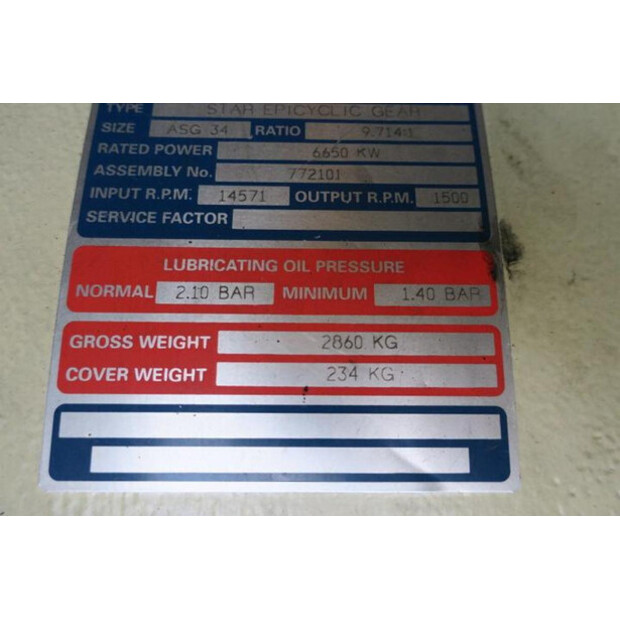 TYPE STAR EPICYCLIC GEAR
SIZE ASG 34 RATIO 9.714:1
RATED POWER 6650 KW
ASSEMBLY No. 772101
INPUT R.P.M. 14571 OUTPUT R.P.M. 1500
SERVICE FACTOR
LUBRICATING OIL PRESSURE
NORMAL 2.10 BAR MINIMUM 1.40 BAR
GROSS WEIGHT 2860 KG
COVER WEIGHT 234 KG